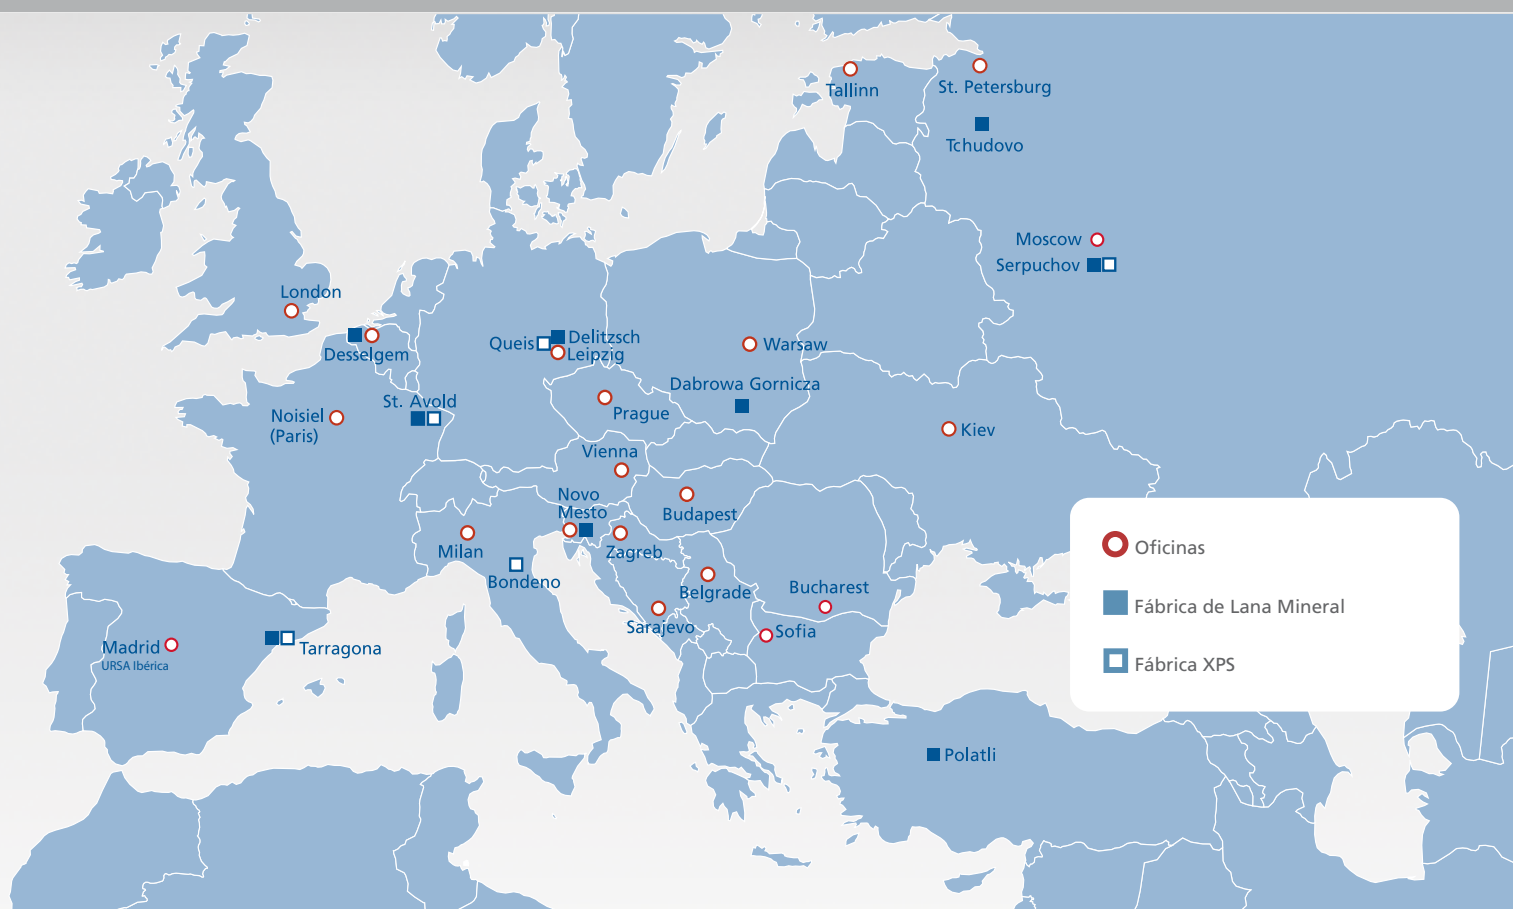 Tallinn
St. Petersburg
Tchudovo
Moscow
Serpuchov
London
Desselgem
Queis
Delitzsch
Leipzig
Warsaw
Dabrowa Gornicza
St. Avold
Noisiel
(Paris)
Prague
Kiev
Vienna
Novo
Mesto
Budapest
Milan
Zagreb
Bondeno
Belgrade
Bucharest
Sarajevo
Sofia
Madrid
URSA Ibérica
Tarragona
Polatli
Oficinas
Fábrica de Lana Mineral
Fábrica XPS